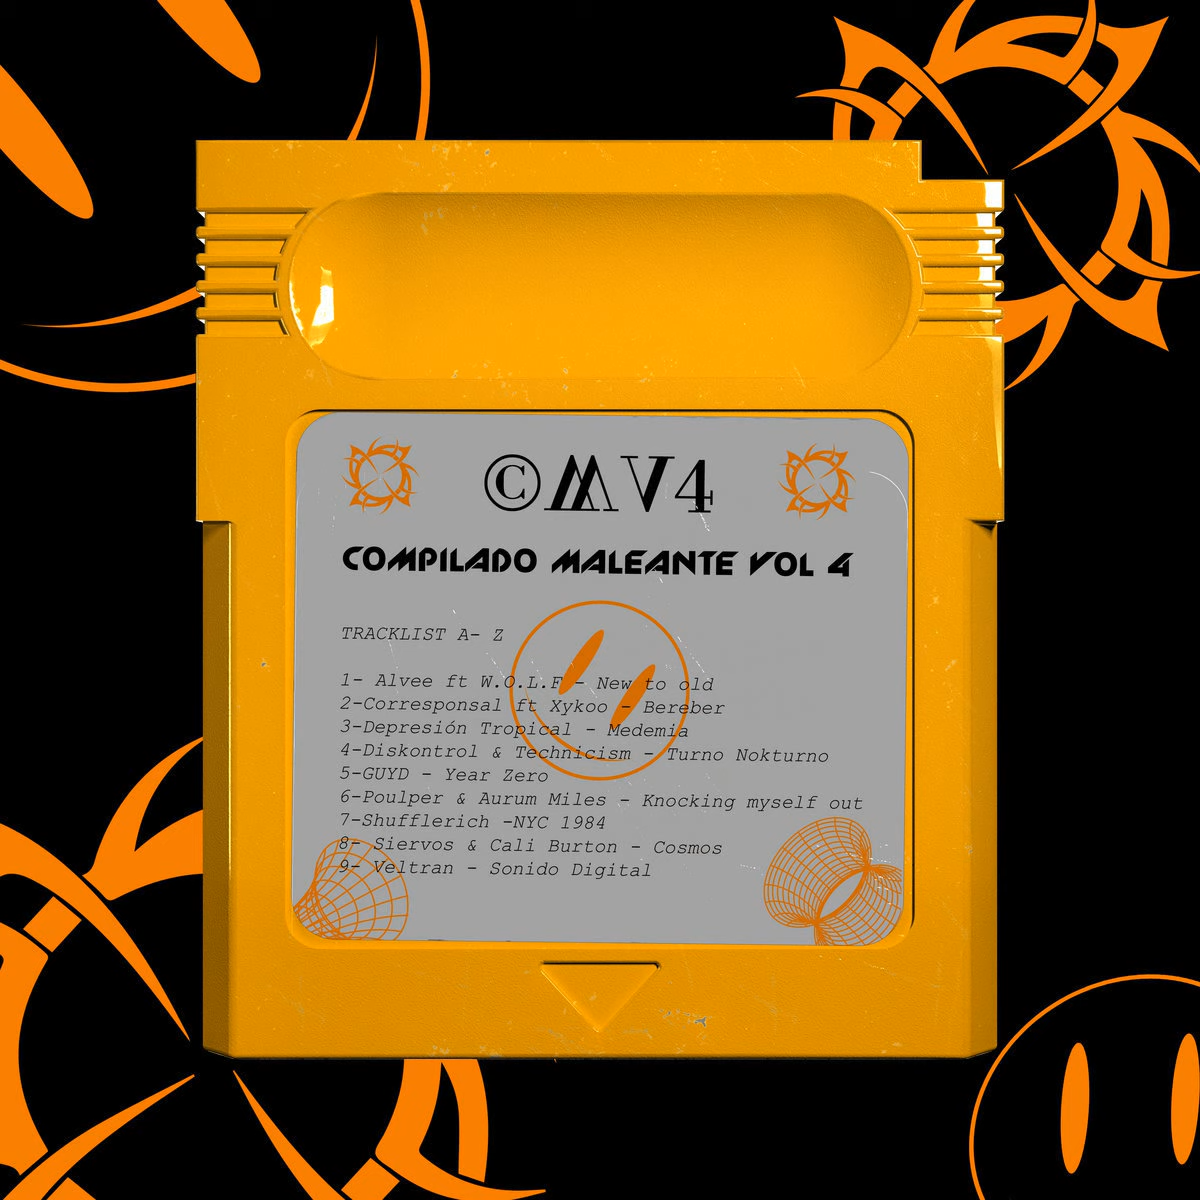 ©MV4
COMPILADO MALEANTE VOL 4
TRACKLIST A- Z
1- Alvee ft W.O.L.F - New to old
2-Corresponsal ft Xykoo - Bereber
3-Depresión Tropical - Medemia
4-Diskontrol & Technicism - Turno Nokturno
5-GUYD - Year Zero
6-Poulper & Aurum Miles - Knocking myself out
7-Shufflerich -NYC 1984
8- Siervos & Cali Burton - Cosmos
9- Veltran - Sonido Digital